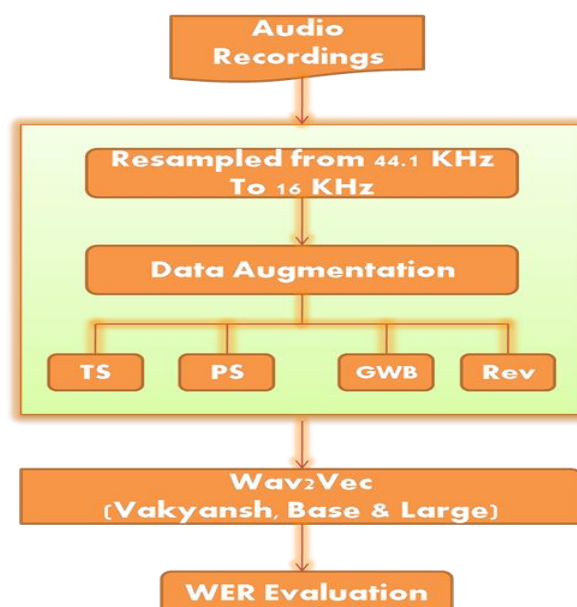 Audio
Recordings
Resampled from 44.1 KHz
To 16 KHz
Data Augmentation
TS
PS
GWB
Rev
Wav2Vec
(Vakyansh, Base & Large)
WER Evaluation